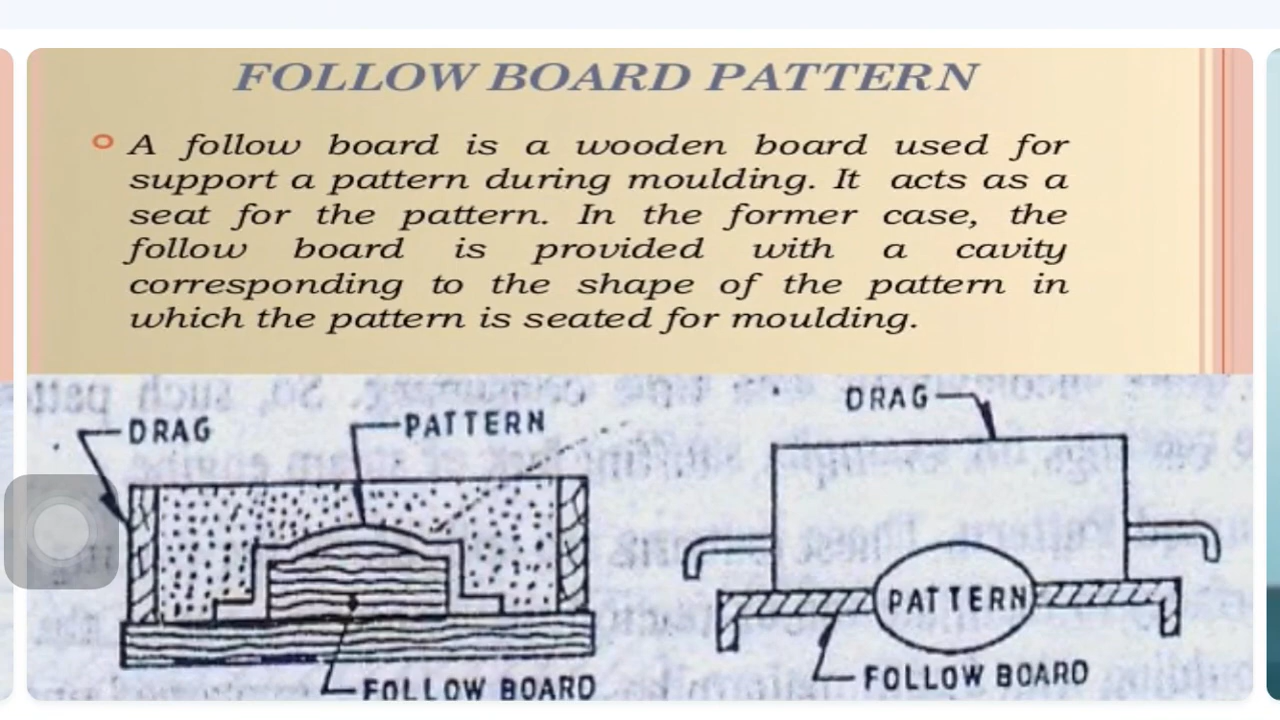 FOLLOW BOARD PATTERN
A follow board is a wooden board used for
support a pattern during moulding. It acts as a
seat for the pattern. In the former case, the
follow board is provided with a cavity
corresponding to the shape of the pattern in
which the pattern is seated for moulding.
DRAG
PATTERN
FOLLOW BOARD
DRAG
PATTERN
FOLLOW BOARD